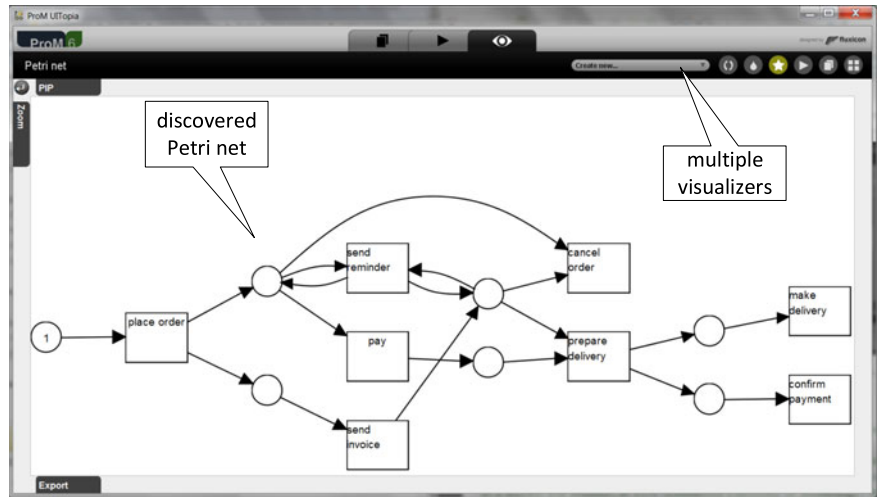 ProM UITopia
ProM 6
designed by fluxicon
Petri net
Create new...
PIP
Zoom
discovered
Petri net
multiple
visualizers
send
reminder
cancel
order
make
delivery
1
place order
pay
prepare
delivery
confirm
payment
send
invoice
Export